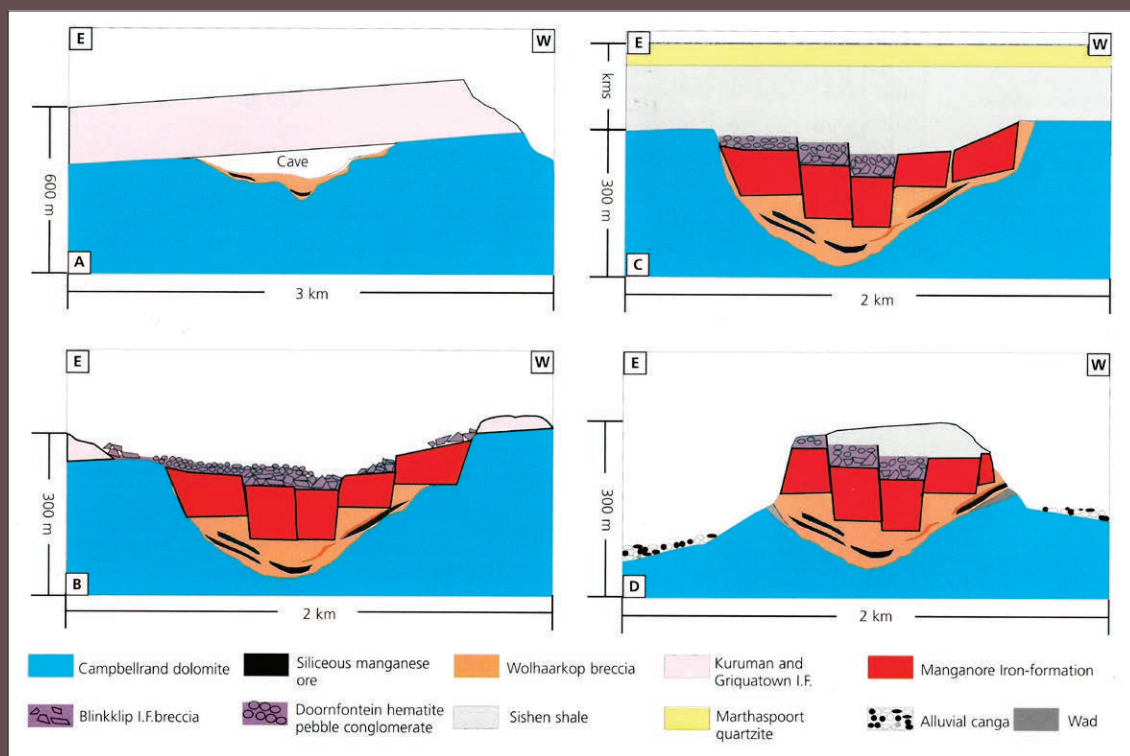 E
W
Cave
600 m
A
3 km
E
W
kms
300 m
C
2 km
E
W
300 m
B
2 km
E
W
300 m
D
2 km
Campbellrand dolomite
Siliceous manganese
ore
Wolhaarkop breccia
Kuruman and
Griquatown I.F.
Manganore Iron-formation
Blinkklip I.F.breccia
Doornfontein hematite
pebble conglomerate
Sishen shale
Marthaspoort
quartzite
Alluvial canga
Wad